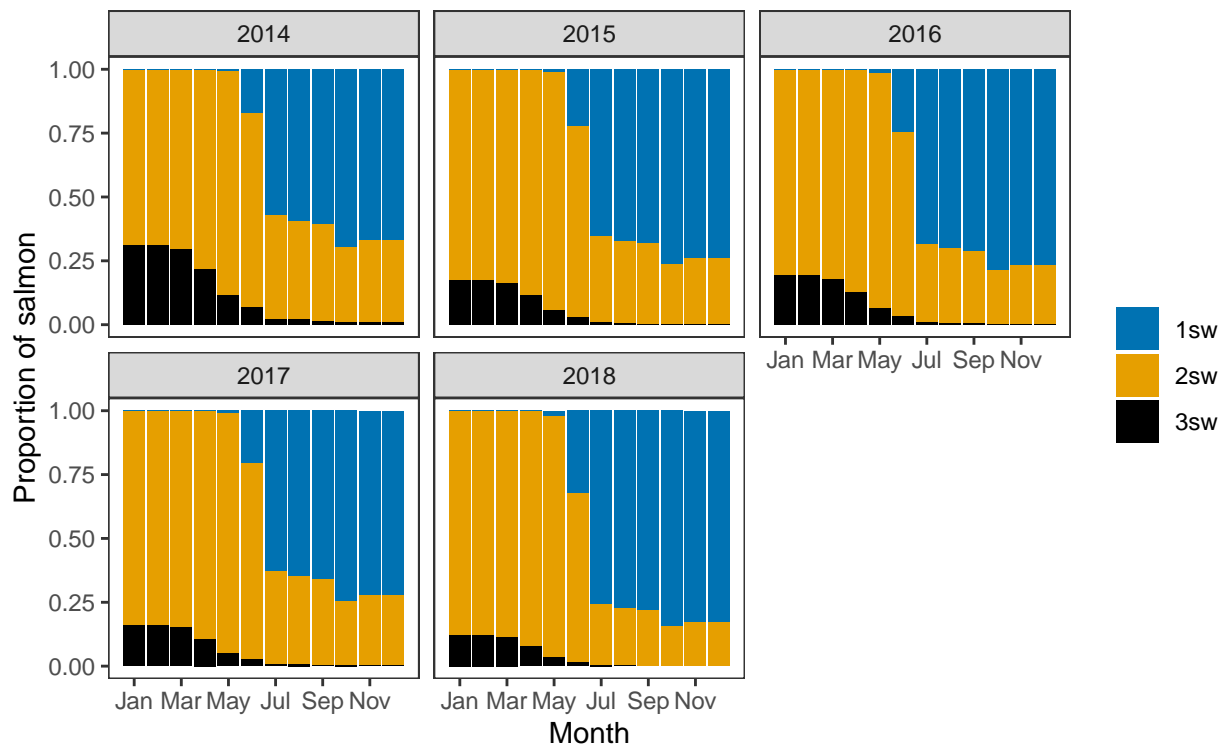 2014 2015 2016
1.00
0.75
0.50
0.25
0.00
Jan Mar May Jul Sep Nov
2017 2018
1.00
0.75
0.50
0.25
0.00
Jan Mar May Jul Sep Nov Jan Mar May Jul Sep Nov
Month
Proportion of salmon
1sw
2sw
3sw